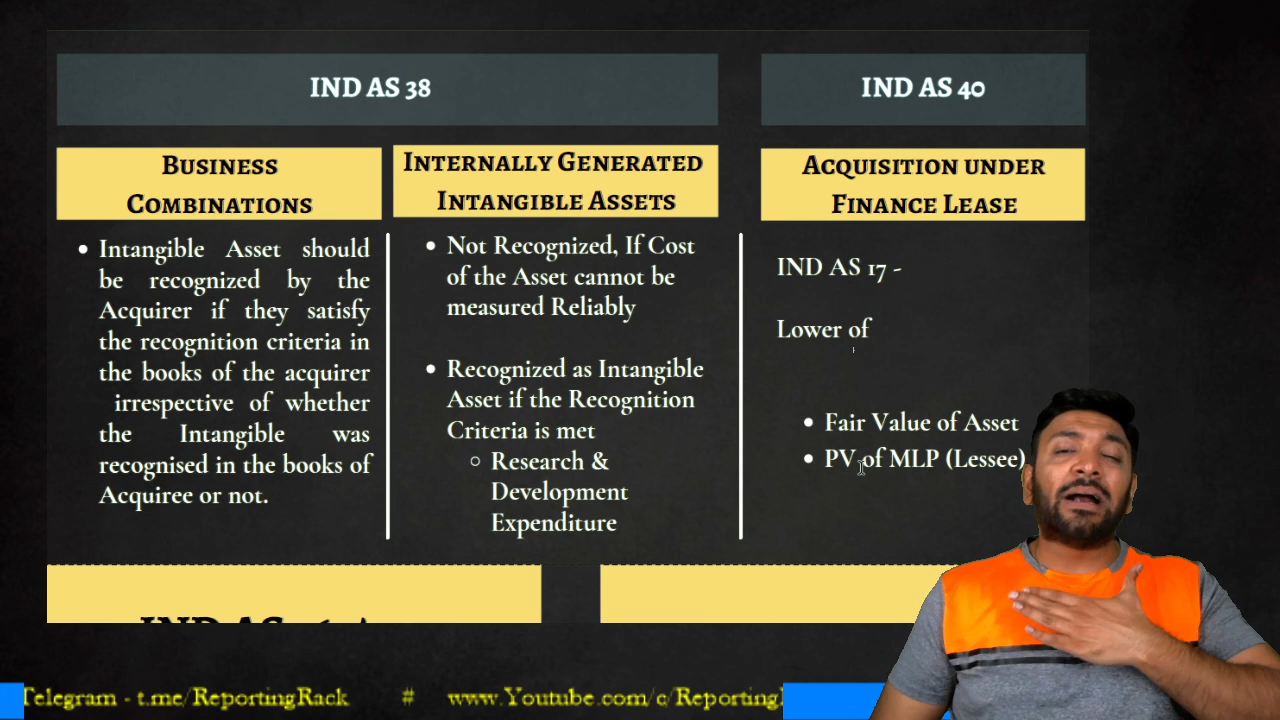 IND AS 38
IND AS 40
Business
Combinations
Internally Generated
Intangible Assets
Acquisition under
Finance Lease
• Intangible Asset should
be recognized by the
Acquirer if they satisfy
the recognition criteria in
the books of the acquirer
irrespective of whether
the Intangible was
recognised in the books of
Acquiree or not.
• Not Recognized, If Cost
of the Asset cannot be
measured Reliably
• Recognized as Intangible
Asset if the Recognition
Criteria is met
○ Research &
Development
Expenditure
IND AS 17 -
Lower of
• Fair Value of Asset
• PV of MLP (Lessee)
IND AS
Telegram - t.me/ReportingRack # www.Youtube.com/c/Reporting